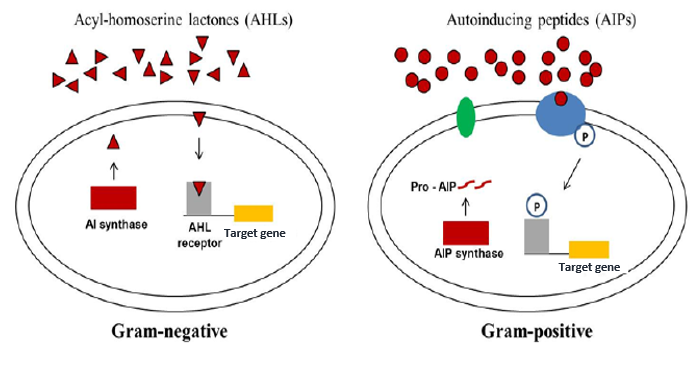 Acyl-homoserine lactones (AHLs)
AI synthase
AHL
receptor
Target gene
Gram-negative
Autoinducing peptides (AIPs)
P
Pro - AIP
P
AIP synthase
Target gene
Gram-positive